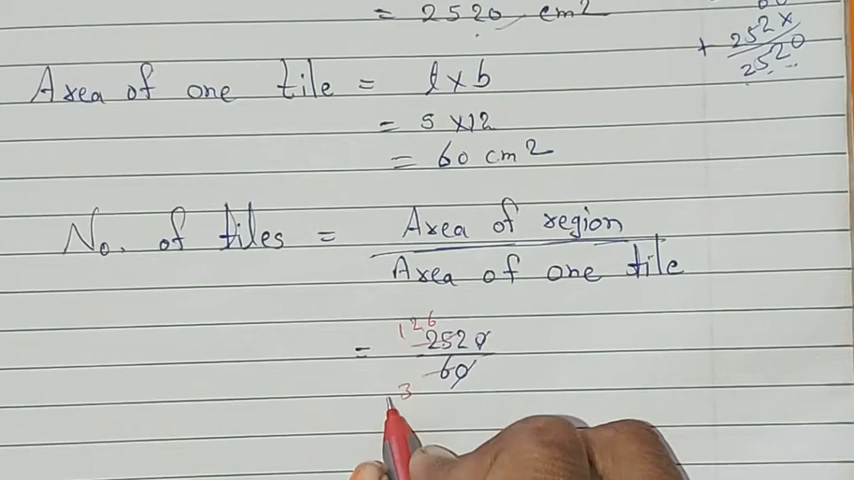 = 2520 cm2
252x
+ 2520
Area of one tile = l x b
= 5 x 12
= 60 cm2
No. of tiles = Area of region
Area of one tile
126
= 2520
60
3